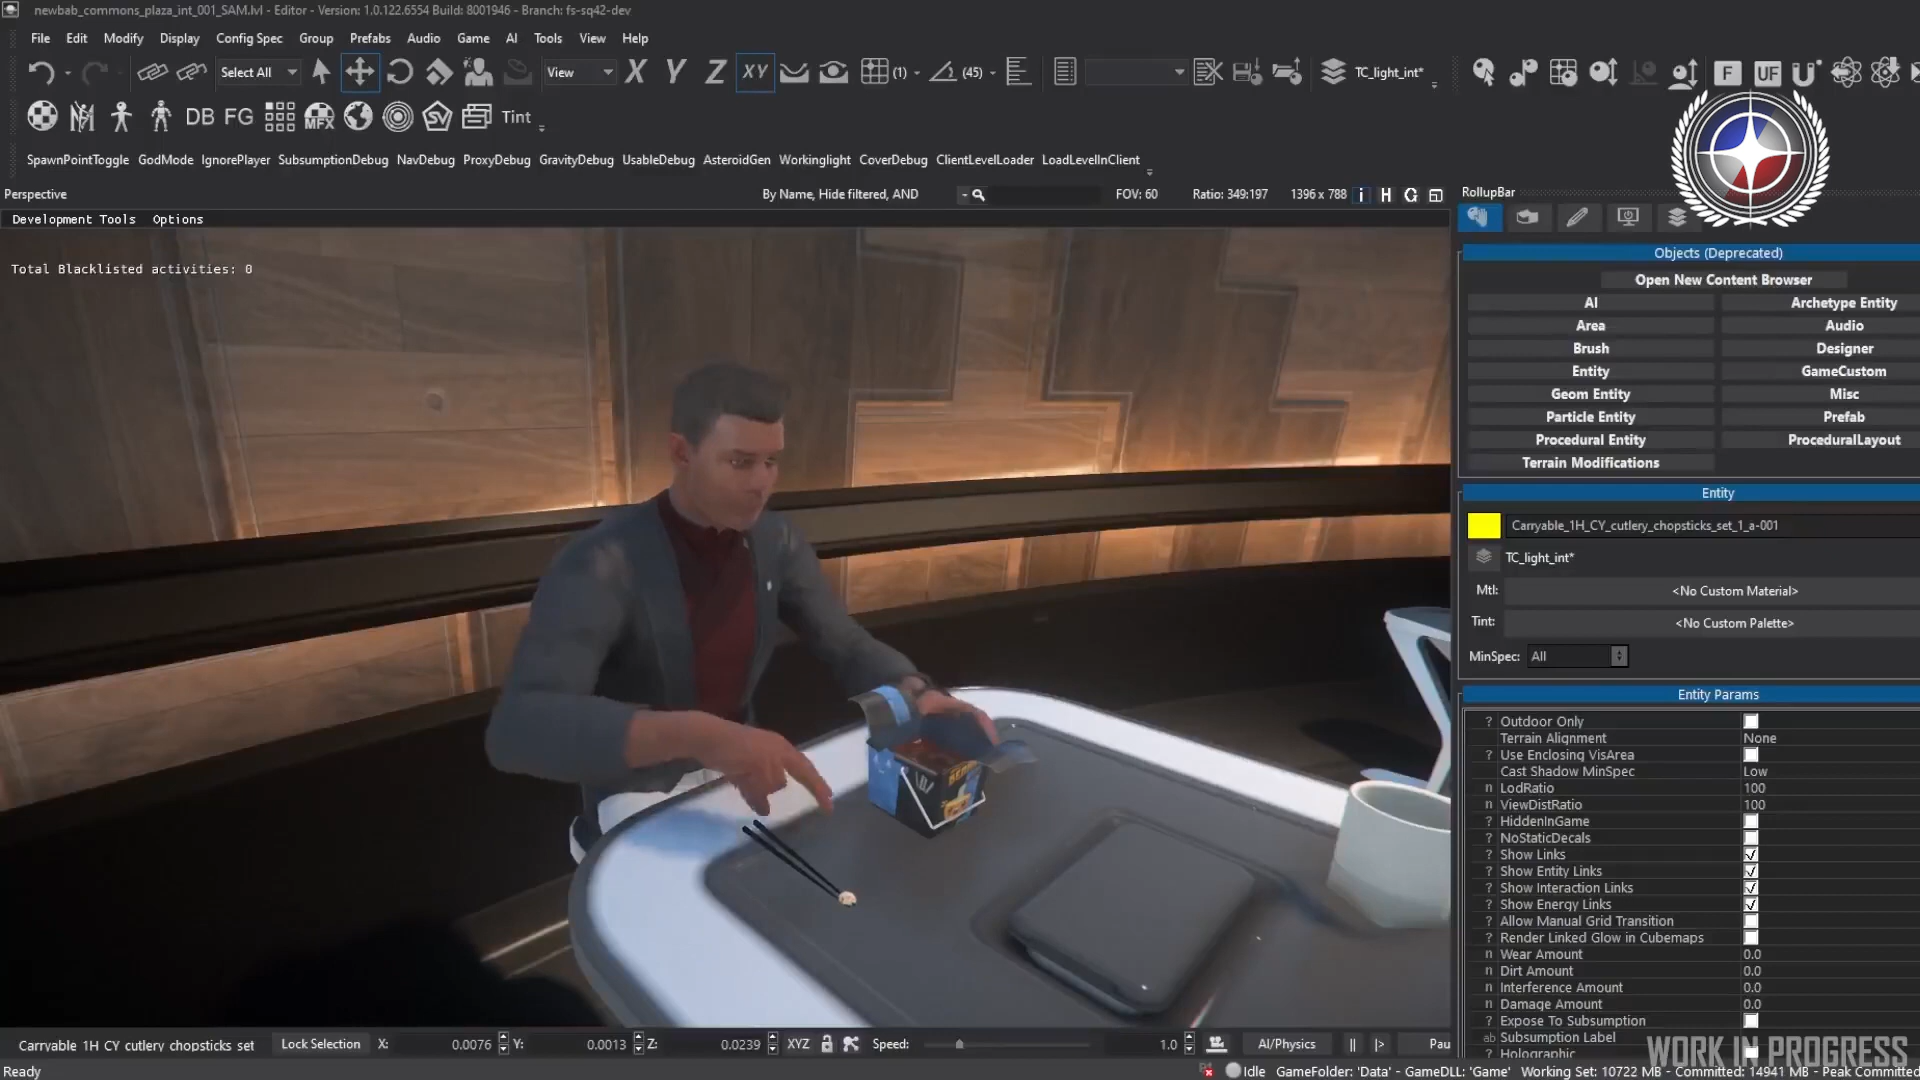 newbab_commons_plaza_int_001_SAM.lvl - Editor - Version: 1.0.122.6554 Build: 8001946 - Branch: fs-sq42-dev
File Edit Modify Display Config Spec Group Prefabs Audio Game AI Tools View Help
Select All View X Y Z XY (1) (45) TC_light_int* F UF
DB FG MFX SV Tint
SpawnPointToggle GodMode IgnorePlayer SubsumptionDebug NavDebug ProxyDebug GravityDebug UsableDebug AsteroidGen Workinglight CoverDebug ClientLevelLoader LoadLevelInClient
Perspective By Name, Hide filtered, AND FOV: 60 Ratio: 349:197 1396 x 788 i H G
RollupBar
Development Tools Options
Total Blacklisted activities: 0
Objects (Deprecated)
Open New Content Browser
AI Archetype Entity
Area Audio
Brush Designer
Entity GameCustom
Geom Entity Misc
Particle Entity Prefab
Procedural Entity ProceduralLayout
Terrain Modifications
Entity
Carryable_1H_CY_cutlery_chopsticks_set_1_a-001
TC_light_int*
Mtl: <No Custom Material>
Tint: <No Custom Palette>
MinSpec: All
Entity Params
? Outdoor Only
Terrain Alignment None
? Use Enclosing VisArea
Cast Shadow MinSpec Low
n LodRatio 100
n ViewDistRatio 100
? HiddenInGame
? NoStaticDecals
? Show Links
? Show Entity Links
? Show Interaction Links
? Show Energy Links
? Allow Manual Grid Transition
? Render Linked Glow in Cubemaps
n Wear Amount 0.0
n Dirt Amount 0.0
n Interference Amount 0.0
n Damage Amount 0.0
? Expose To Subsumption
ab Subsumption Label
? Holographic
WORK IN PROGRESS
Carryable_1H_CY_cutlery_chopsticks_set Lock Selection X: 0.0076 Y: 0.0013 Z: 0.0239 XYZ Speed: 1.0 AI/Physics || |> Pau
Ready Idle GameFolder: 'Data' - GameDLL: 'Game' Working Set: 10722 MB - Committed: 14941 MB - Peak Committed